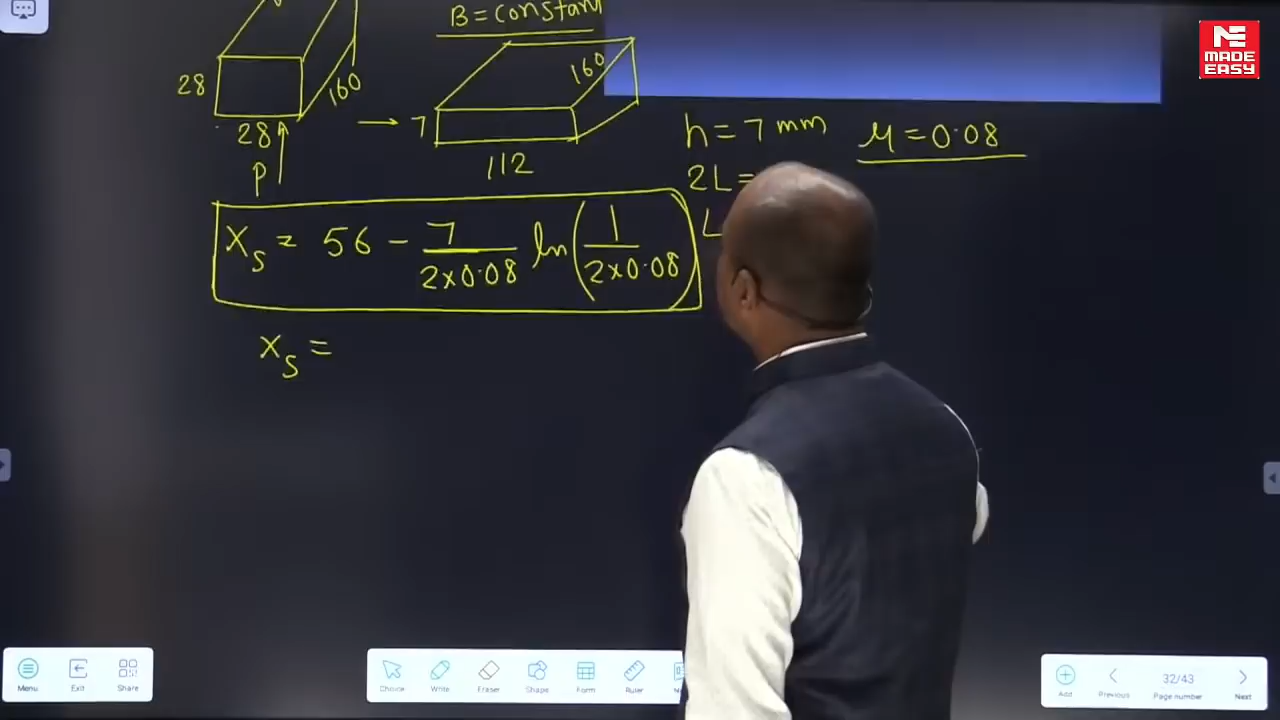 B = constant
28
160
28
P
→
7
160
112
h = 7 mm
μ = 0.08
2L =
L
x_s = 56 - 7/(2×0.08) ln(1/(2×0.08))
x_s =
MADE EASY
Menu
Exit
Share
Choice
Write
Eraser
Shape
Form
Ruler
Add
Previous
32/43
Page number
Next